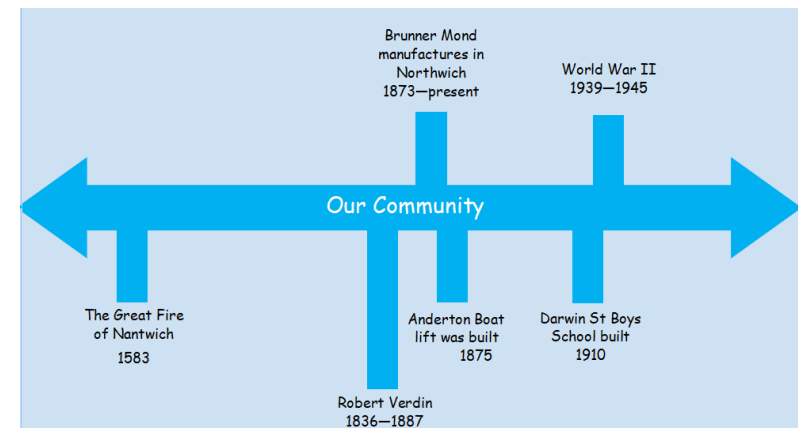 Brunner Mond
manufactures in
Northwich
1873—present
World War II
1939—1945
Our Community
The Great Fire
of Nantwich
1583
Robert Verdin
1836—1887
Anderton Boat
lift was built
1875
Darwin St Boys
School built
1910